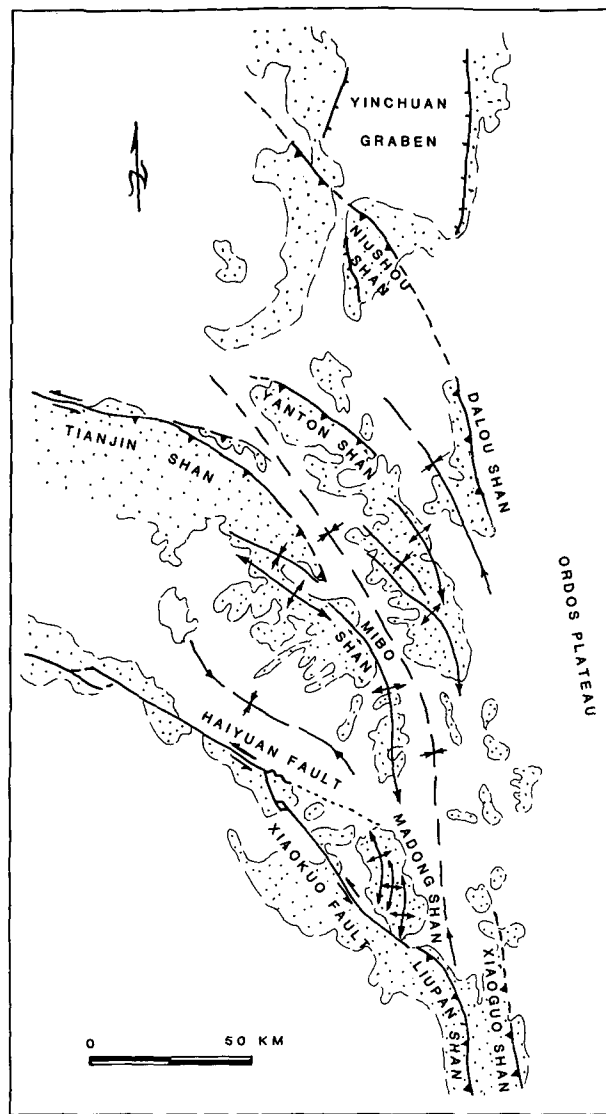 YINCHUAN
GRABEN
N
NIUSHOU
SHAN
YANTON SHAN
DALOU SHAN
TIANJIN SHAN
ORDOS PLATEAU
MIBO
SHAN
HAIYUAN FAULT
MADONG SHAN
XIAOKUO FAULT
LIUPAN SHAN
XIAOGUO SHAN
0 50 KM